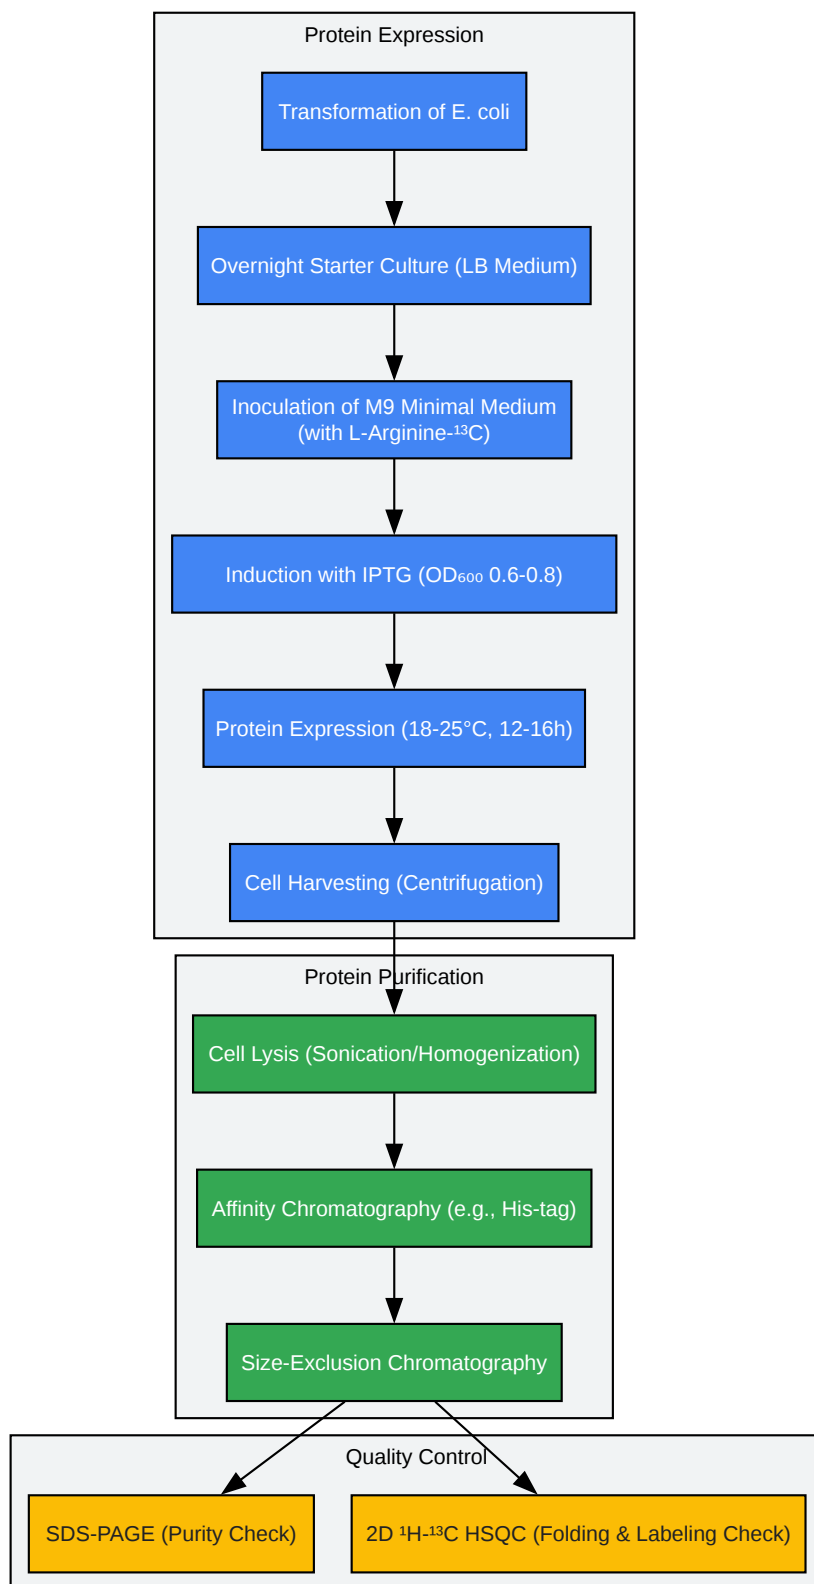 Protein Expression
Transformation of E. coli
Overnight Starter Culture (LB Medium)
Inoculation of M9 Minimal Medium
(with L-Arginine-¹³C)
Induction with IPTG (OD₆₀₀ 0.6-0.8)
Protein Expression (18-25°C, 12-16h)
Cell Harvesting (Centrifugation)
Protein Purification
Cell Lysis (Sonication/Homogenization)
Affinity Chromatography (e.g., His-tag)
Size-Exclusion Chromatography
Quality Control
SDS-PAGE (Purity Check)
2D ¹H-¹³C HSQC (Folding & Labeling Check)